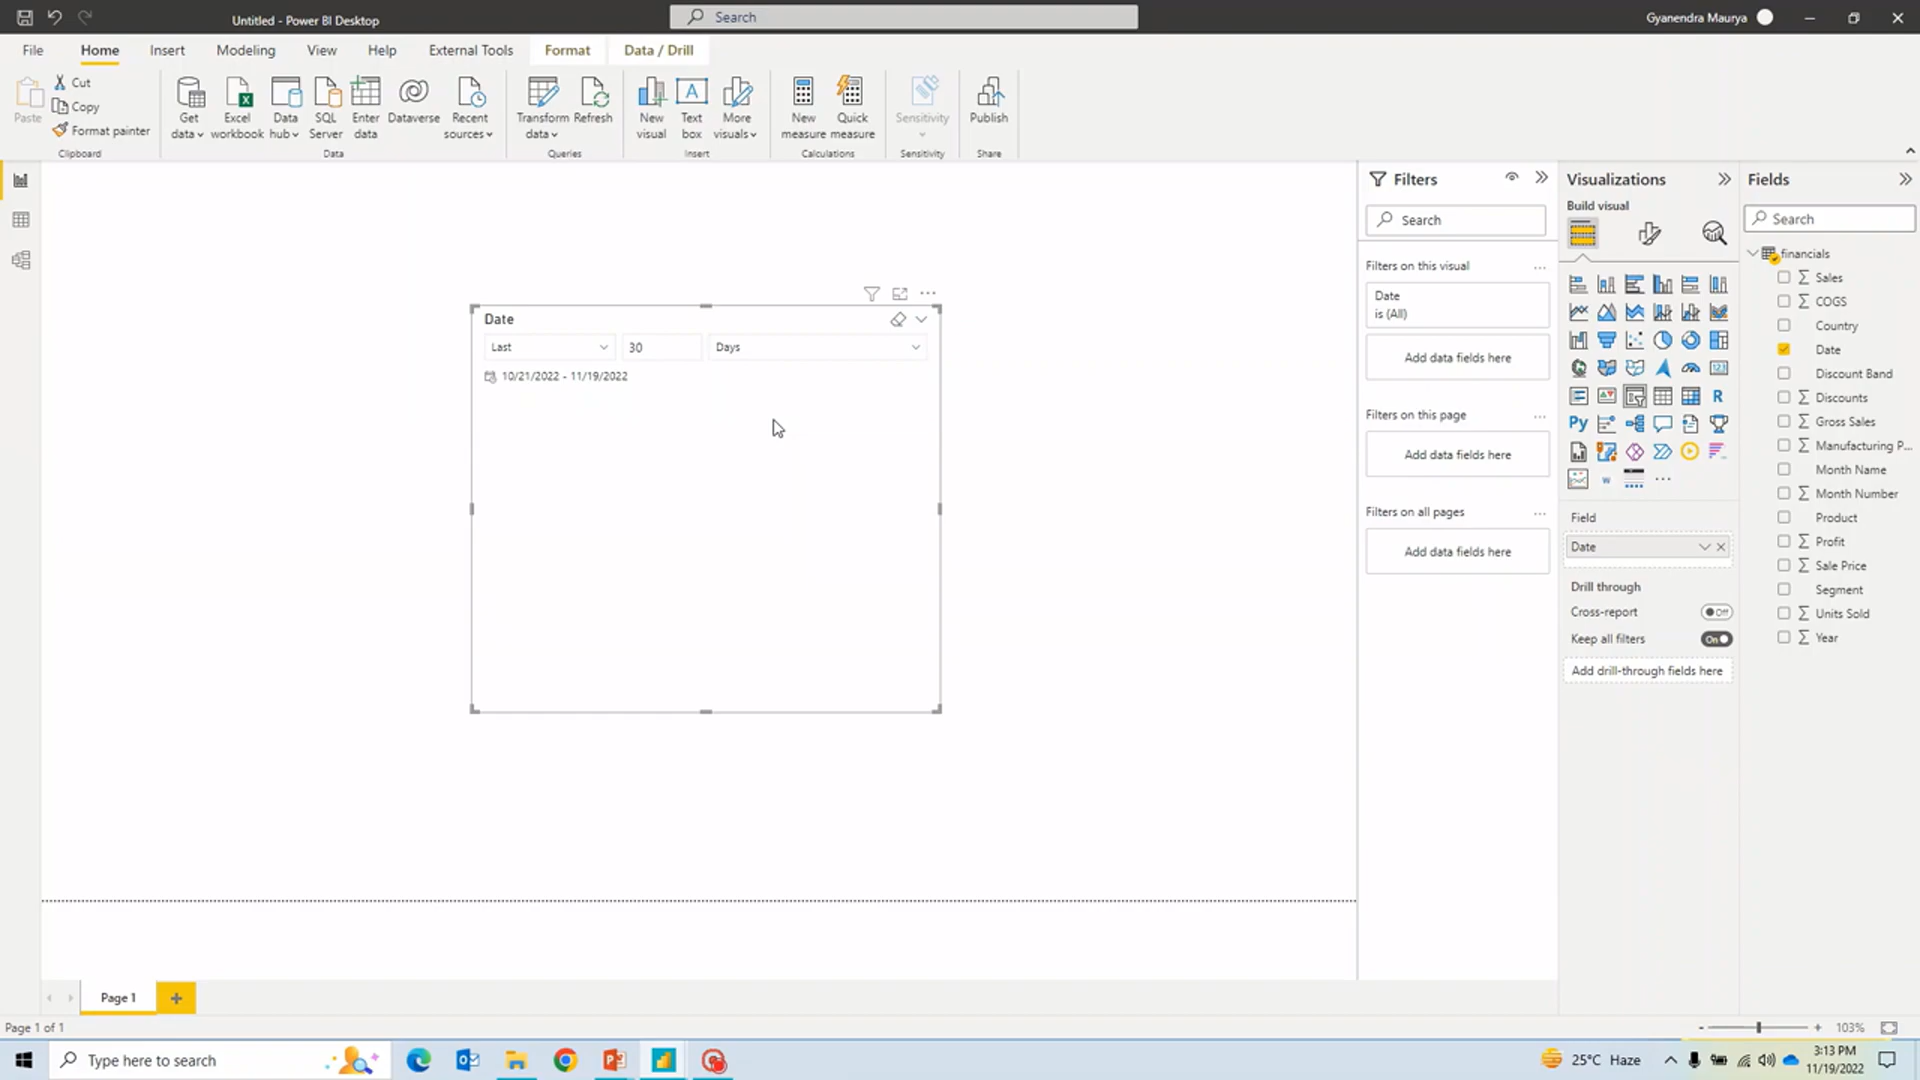 Untitled - Power BI Desktop
Search
Gyanendra Maurya
File
Home
Insert
Modeling
View
Help
External Tools
Format
Data / Drill
Paste
Cut
Copy
Format painter
Clipboard
Get data
Excel workbook
Data hub
SQL Server
Enter data
Dataverse
Recent sources
Data
Transform data
Refresh
Queries
New visual
Text box
More visuals
Insert
New measure
Quick measure
Calculations
Sensitivity
Sensitivity
Publish
Share
Date
Last
30
Days
10/21/2022 - 11/19/2022
Filters
Search
Filters on this visual
Date
is (All)
Add data fields here
Filters on this page
Add data fields here
Filters on all pages
Add data fields here
Visualizations
Build visual
123
R
Py
Field
Date
Drill through
Cross-report
Off
Keep all filters
On
Add drill-through fields here
Fields
Search
financials
Sales
COGS
Country
Date
Discount Band
Discounts
Gross Sales
Manufacturing P...
Month Name
Month Number
Product
Profit
Sale Price
Segment
Units Sold
Year
Page 1
Page 1 of 1
103%
Type here to search
25°C Haze
3:13 PM
11/19/2022